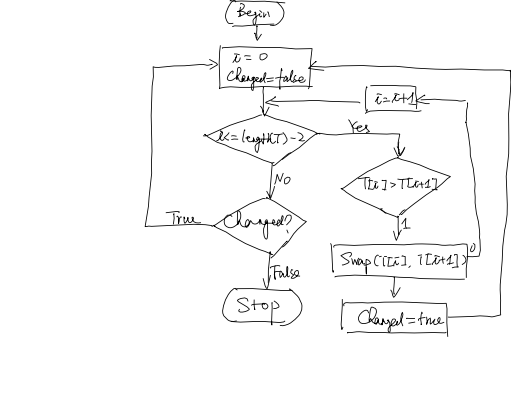 Begin
i = 0
Changed=false
i=i+1
i<=length(T)-2
Yes
T[i]>T[i+1]
No
True
Changed?
1
Swap(T[i], T[i+1])
0
False
Stop
Changed=true